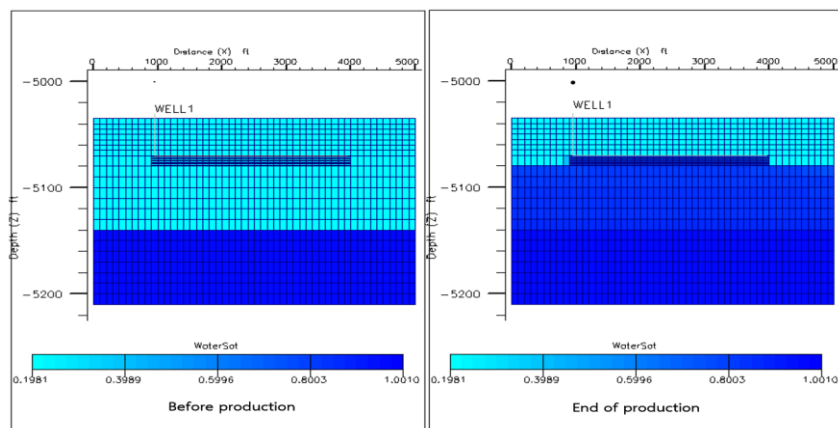 Distance (X) ft
0 1000 2000 3000 4000 5000
-5000
WELL1
-5100
Depth (Z) ft
-5200
WaterSat
0.1981 0.3989 0.5996 0.8003 1.0010
Before production
Distance (X) ft
0 1000 2000 3000 4000 5000
-5000
WELL1
-5100
Depth (Z) ft
-5200
WaterSat
0.1981 0.3989 0.5996 0.8003 1.0010
End of production